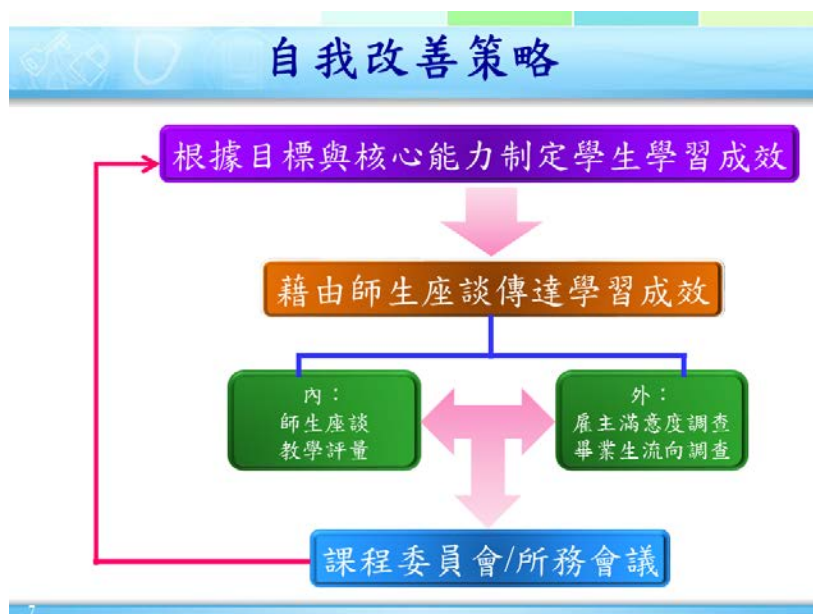 自我改善策略
根據目標與核心能力制定學生學習成效
藉由師生座談傳達學習成效
內：
師生座談
教學評量
外：
雇主滿意度調查
畢業生流向調查
課程委員會/所務會議
7